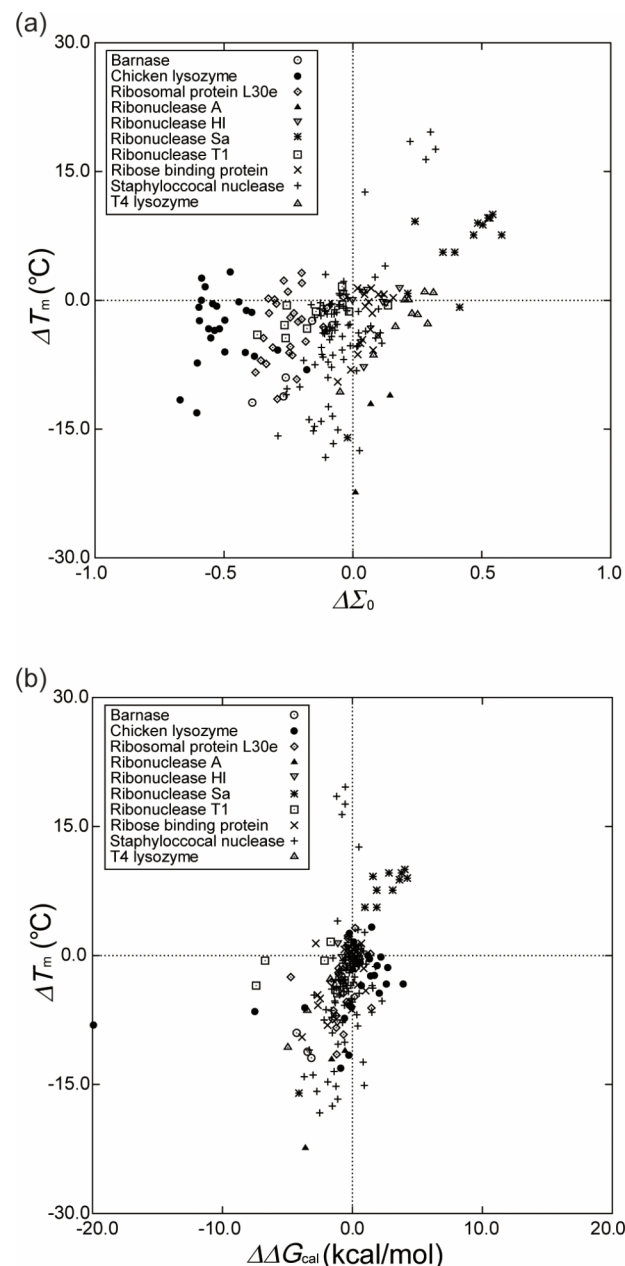 (a)
30.0
Barnase
Chicken lysozyme
Ribosomal protein L30e
Ribonuclease A
Ribonuclease HI
Ribonuclease Sa
Ribonuclease T1
Ribose binding protein
Staphyloccocal nuclease
T4 lysozyme
15.0
ΔTm (°C)
0.0
-15.0
-30.0
-1.0 -0.5 0.0 0.5 1.0
ΔΣ0
(b)
30.0
Barnase
Chicken lysozyme
Ribosomal protein L30e
Ribonuclease A
Ribonuclease HI
Ribonuclease Sa
Ribonuclease T1
Ribose binding protein
Staphyloccocal nuclease
T4 lysozyme
15.0
ΔTm (°C)
0.0
-15.0
-30.0
-20.0 -10.0 0.0 10.0 20.0
ΔΔGcal (kcal/mol)